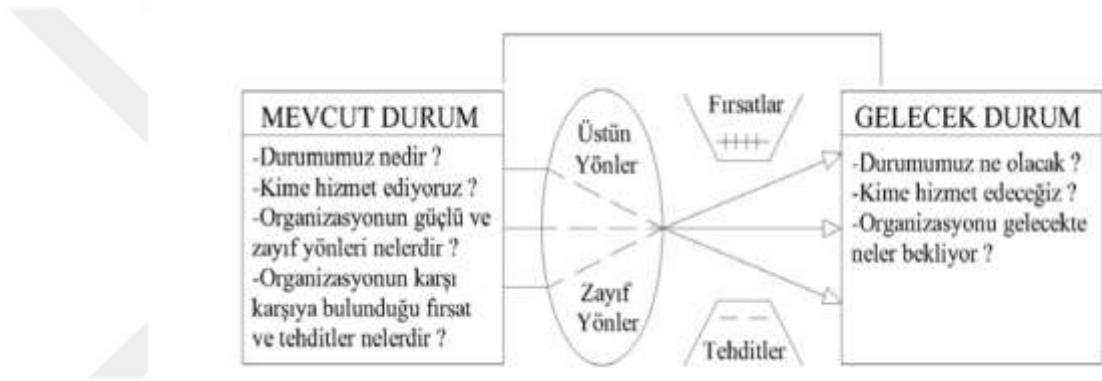 MEVCUT DURUM
-Durumumuz nedir ?
-Kime hizmet ediyoruz ?
-Organizasyonun güçlü ve
zayıf yönleri nelerdir ?
-Organizasyonun karşı
karşıya bulunduğu fırsat
ve tehditler nelerdir ?
Üstün
Yönler
Zayıf
Yönler
Fırsatlar
Tehditler
GELECEK DURUM
-Durumumuz ne olacak ?
-Kime hizmet edeceğiz ?
-Organizasyonu gelecekte
neler bekliyor ?